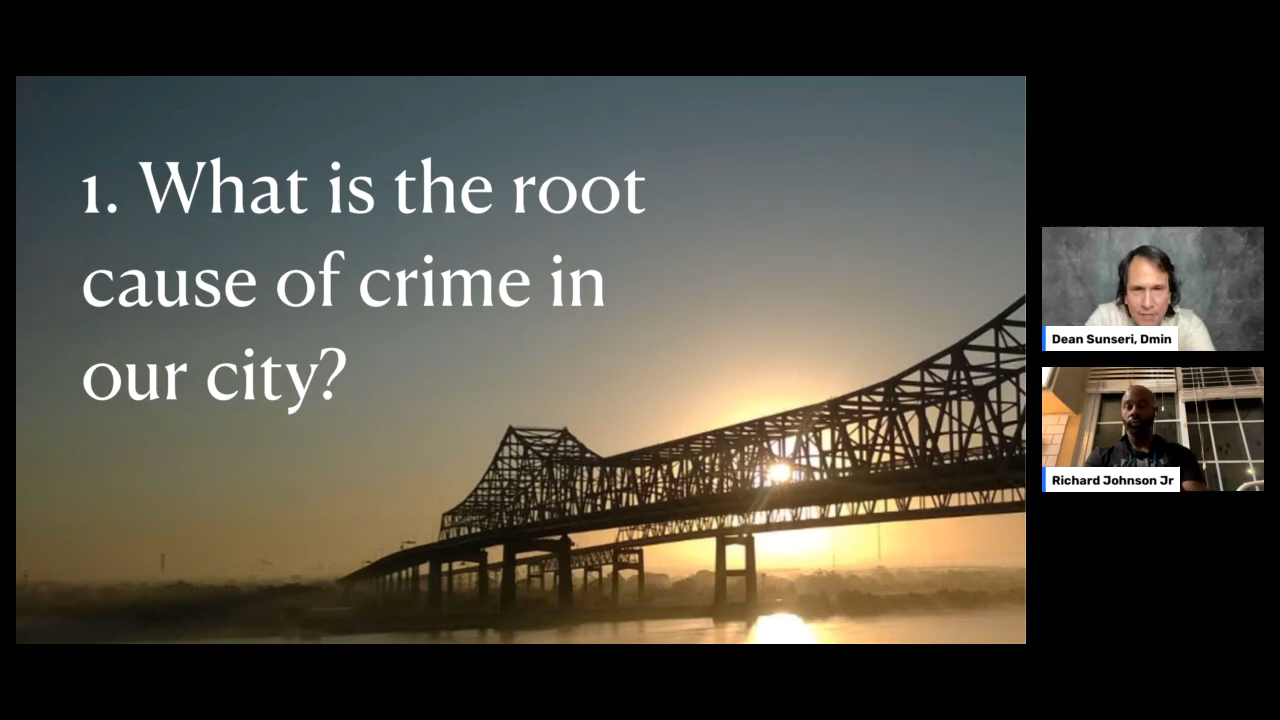 1. What is the root
cause of crime in
our city?
Dean Sunseri, Dmin
Richard Johnson Jr